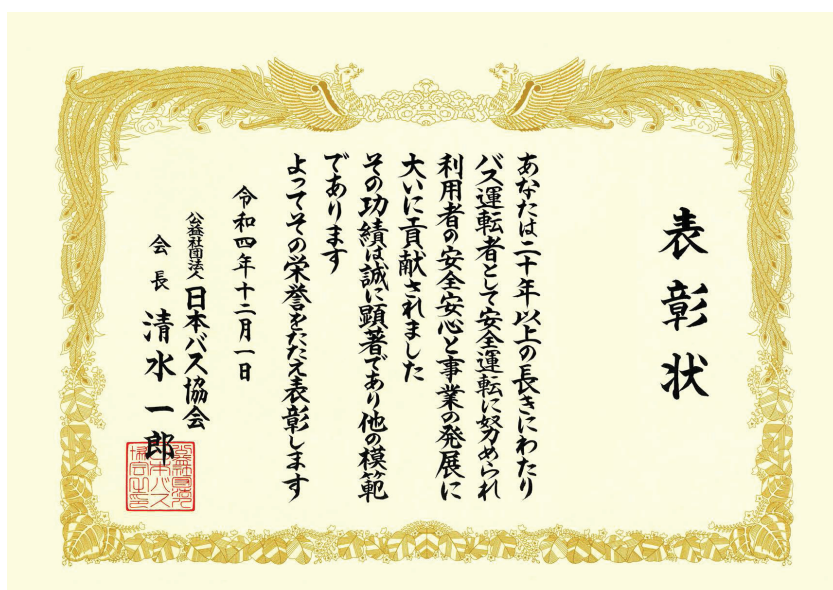 表彰状
あなたは二十年以上の長きにわたり
バス運転者として安全運転に努められ
利用者の安全安心と事業の発展に
大いに貢献されました
その功績は誠に顕著であり他の模範
であります
よってその栄誉をたたえ表彰します
令和四年十二月一日
公益社団法人日本バス協会
会長 清水一郎